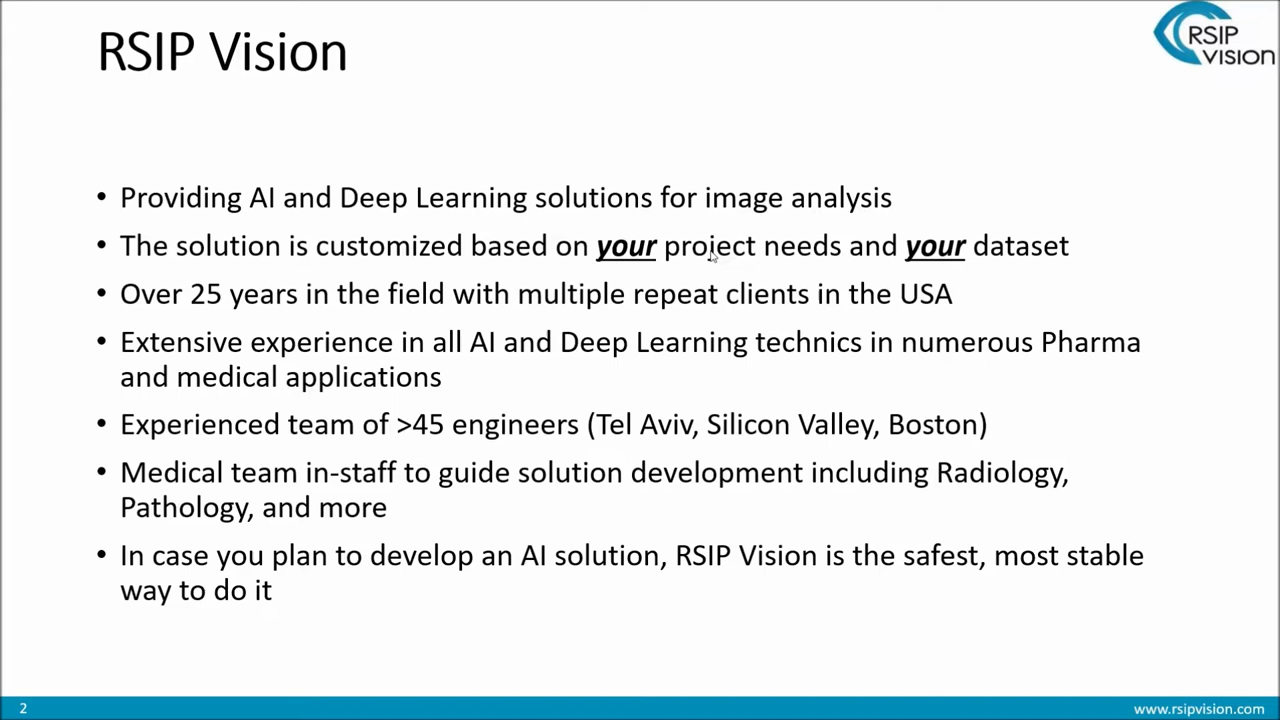 RSIP Vision
RSIP
vision
• Providing AI and Deep Learning solutions for image analysis
• The solution is customized based on your project needs and your dataset
• Over 25 years in the field with multiple repeat clients in the USA
• Extensive experience in all AI and Deep Learning technics in numerous Pharma
and medical applications
• Experienced team of >45 engineers (Tel Aviv, Silicon Valley, Boston)
• Medical team in-staff to guide solution development including Radiology,
Pathology, and more
• In case you plan to develop an AI solution, RSIP Vision is the safest, most stable
way to do it
2
www.rsipvision.com